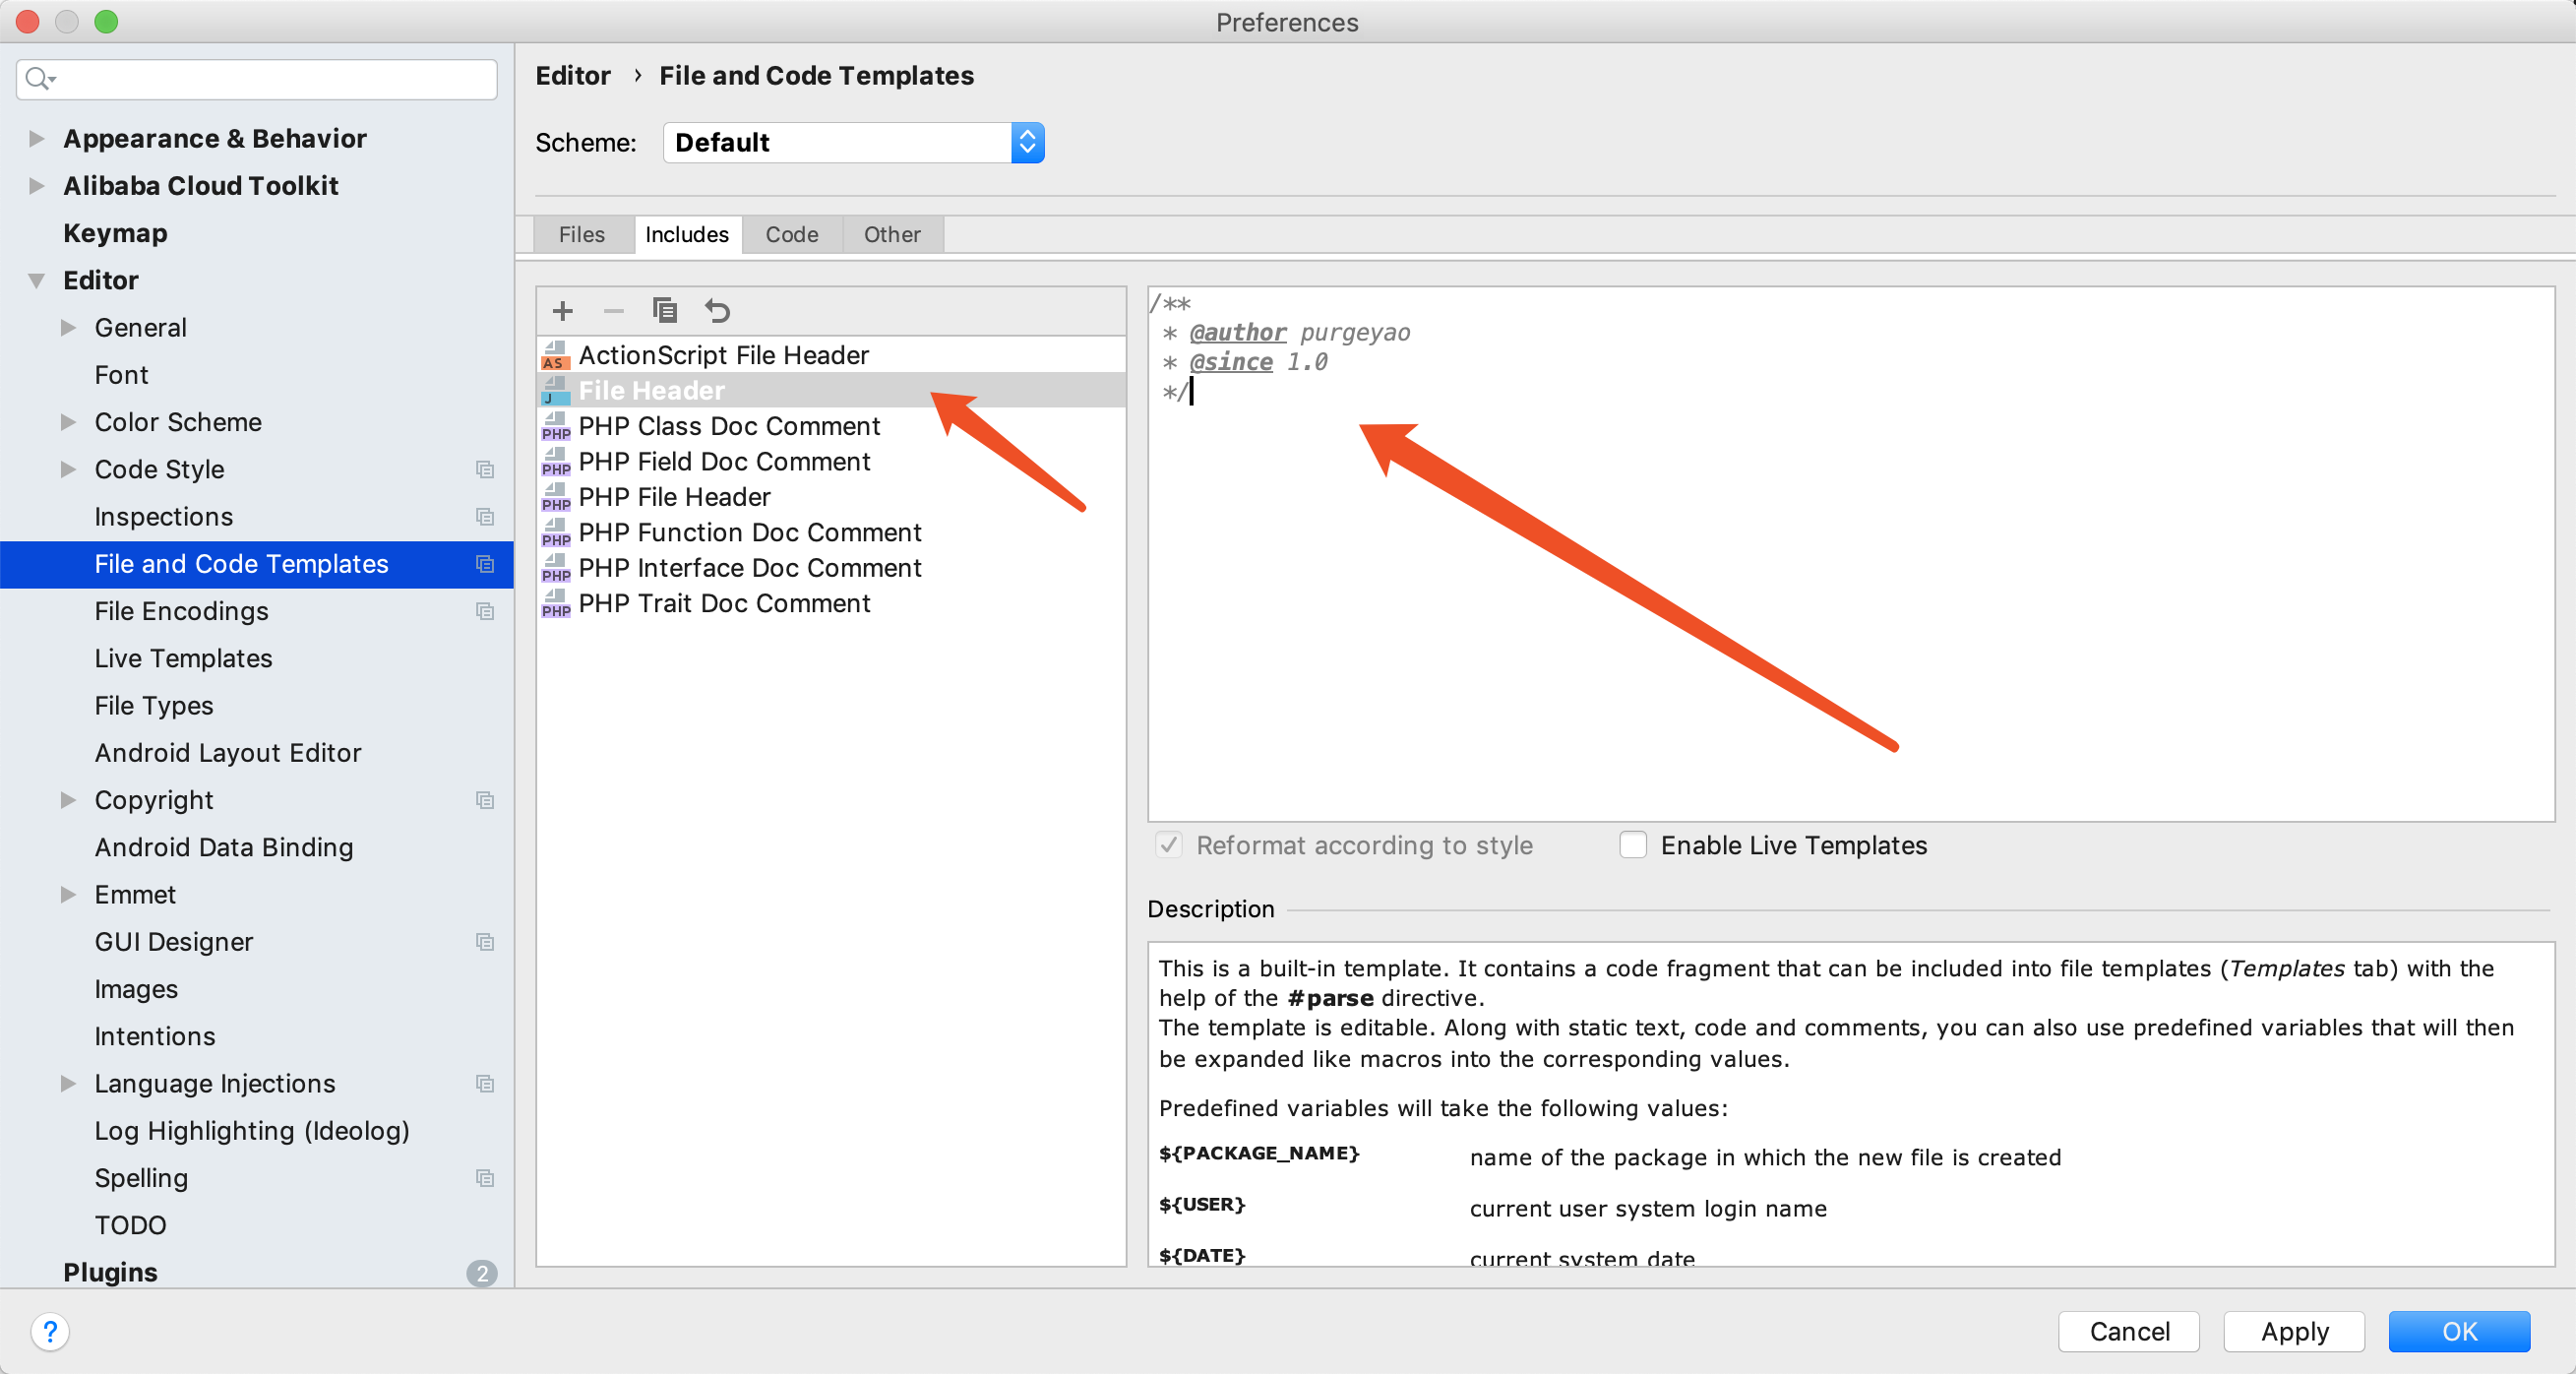 Preferences
Appearance & Behavior
Alibaba Cloud Toolkit
Keymap
Editor
General
Font
Color Scheme
Code Style
Inspections
File and Code Templates
File Encodings
Live Templates
File Types
Android Layout Editor
Copyright
Android Data Binding
Emmet
GUI Designer
Images
Intentions
Language Injections
Log Highlighting (Ideolog)
Spelling
TODO
Plugins 2
Editor › File and Code Templates
Scheme: Default
Files Includes Code Other
AS ActionScript File Header
J File Header
PHP PHP Class Doc Comment
PHP PHP Field Doc Comment
PHP PHP File Header
PHP PHP Function Doc Comment
PHP PHP Interface Doc Comment
PHP PHP Trait Doc Comment
/**
* @author purgeyao
* @since 1.0
*/
Reformat according to style Enable Live Templates
Description
This is a built-in template. It contains a code fragment that can be included into file templates (Templates tab) with the
help of the #parse directive.
The template is editable. Along with static text, code and comments, you can also use predefined variables that will then
be expanded like macros into the corresponding values.
Predefined variables will take the following values:
${PACKAGE_NAME} name of the package in which the new file is created
${USER} current user system login name
${DATE} current system date
? Cancel Apply OK